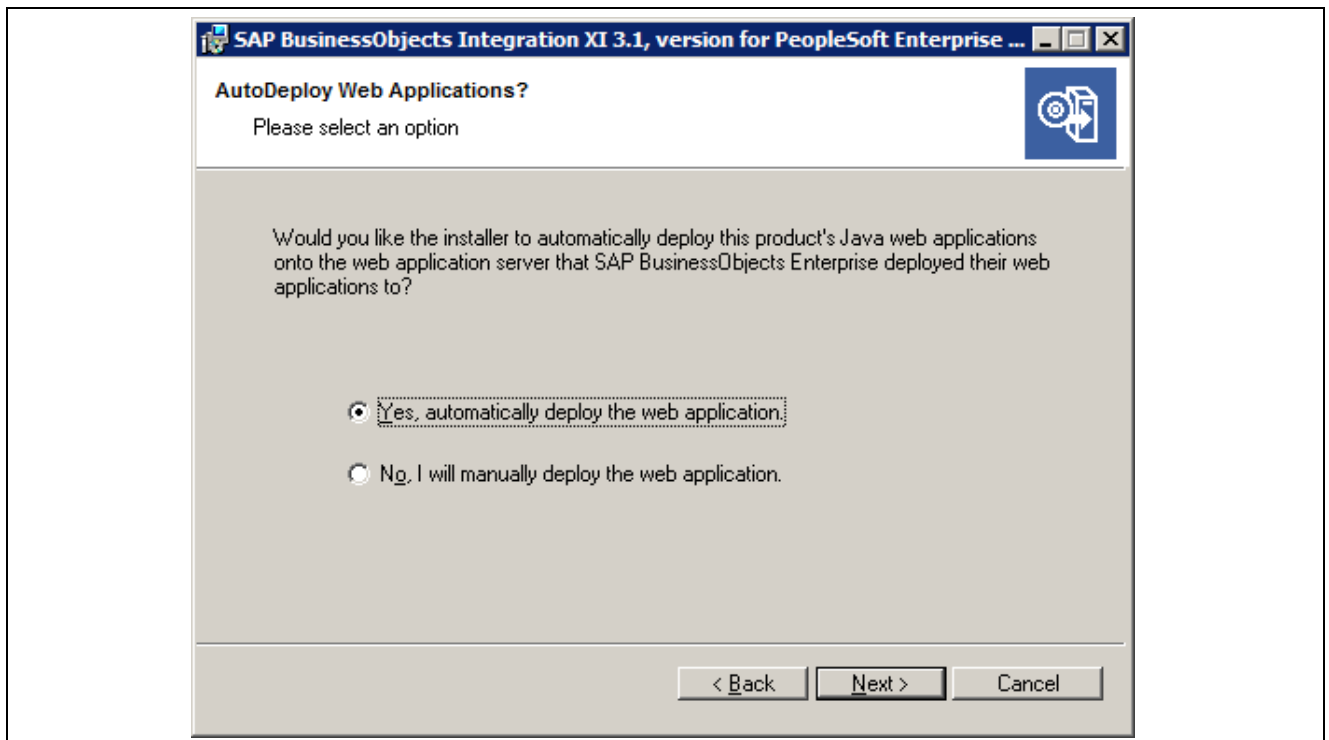 SAP BusinessObjects Integration XI 3.1, version for PeopleSoft Enterprise ...
AutoDeploy Web Applications?
Please select an option
Would you like the installer to automatically deploy this product's Java web applications
onto the web application server that SAP BusinessObjects Enterprise deployed their web
applications to?
Yes, automatically deploy the web application.
No, I will manually deploy the web application.
< Back Next > Cancel